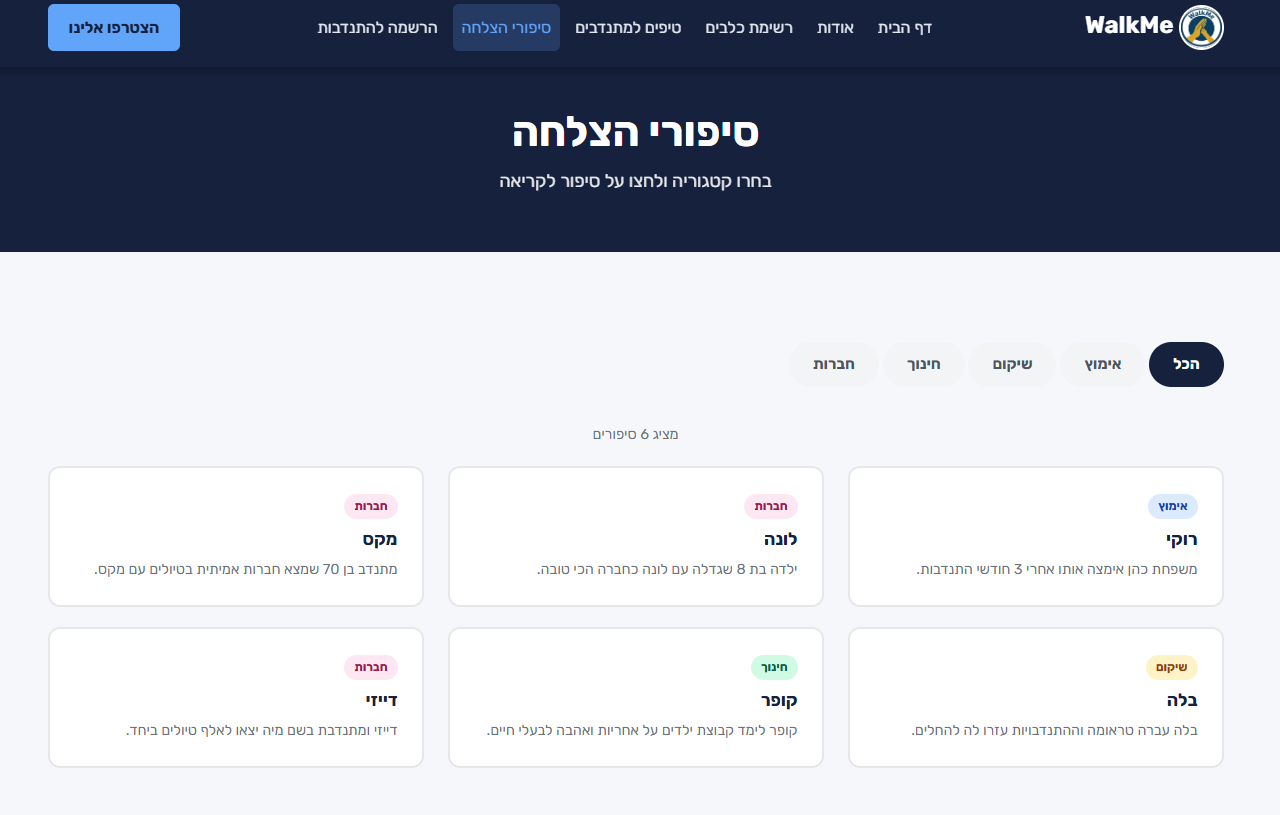 WalkMe
דף הבית
אודות
רשימת כלבים
טיפים למתנדבים
סיפורי הצלחה
הרשמה להתנדבות
הצטרפו אלינו
סיפורי הצלחה
בחרו קטגוריה ולחצו על סיפור לקריאה
הכל
אימוץ
שיקום
חינוך
חברות
מציג 6 סיפורים
אימוץ
רוקי
משפחת כהן אימצה אותו אחרי 3 חודשי התנדבות.
חברות
לונה
ילדה בת 8 שגדלה עם לונה כחברה הכי טובה.
חברות
מקס
מתנדב בן 70 שמצא חברות אמיתית בטיולים עם מקס.
שיקום
בלה
בלה עברה טראומה וההתנדבויות עזרו לה להחלים.
חינוך
קופר
קופר לימד קבוצת ילדים על אחריות ואהבה לבעלי חיים.
חברות
דייזי
דייזי ומתנדבת בשם מיה יצאו לאלף טיולים ביחד.